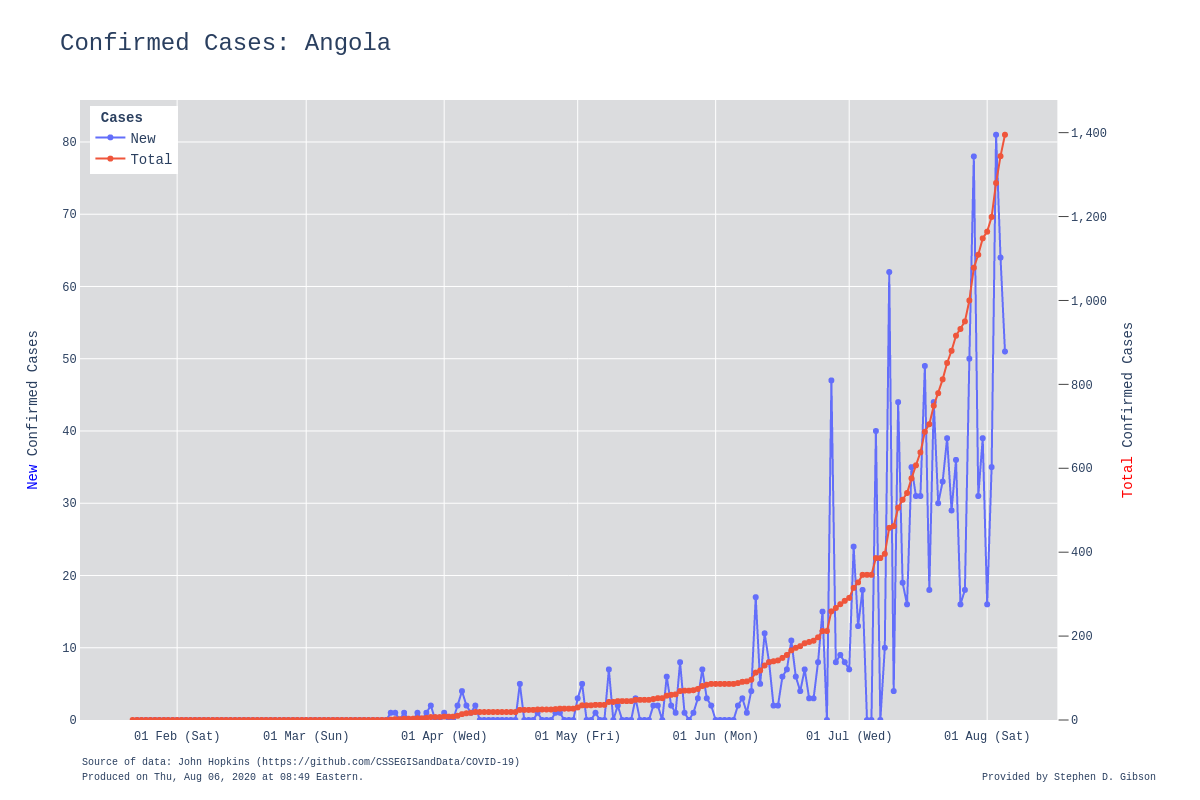 Confirmed Cases: Angola
Cases
New
Total
80
70
60
50
40
30
20
10
0
New Confirmed Cases
1,400
1,200
1,000
800
600
400
200
0
Total Confirmed Cases
01 Feb (Sat)
01 Mar (Sun)
01 Apr (Wed)
01 May (Fri)
01 Jun (Mon)
01 Jul (Wed)
01 Aug (Sat)
Source of data: John Hopkins (https://github.com/CSSEGISandData/COVID-19)
Produced on Thu, Aug 06, 2020 at 08:49 Eastern.
Provided by Stephen D. Gibson